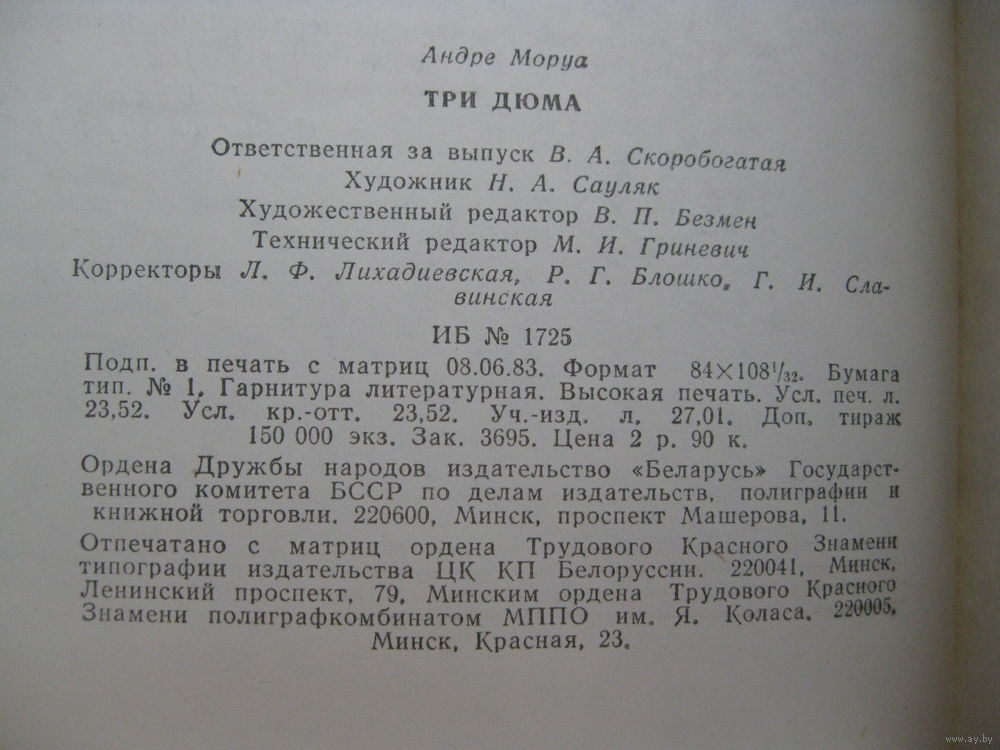 Андре Моруа
ТРИ ДЮМА
Ответственная за выпуск В. А. Скоробогатая
Художник Н. А. Сауляк
Художественный редактор В. П. Безмен
Технический редактор М. И. Гриневич
Корректоры Л. Ф. Лихадиевская, Р. Г. Блошко, Г. И. Сла-
винская
ИБ № 1725
Подп. в печать с матриц 08.06.83. Формат 84×108¹/₃₂. Бумага
тип. № 1. Гарнитура литературная. Высокая печать. Усл. печ. л.
23,52. Усл. кр.-отт. 23,52. Уч.-изд. л. 27,01. Доп. тираж
150 000 экз. Зак. 3695. Цена 2 р. 90 к.
Ордена Дружбы народов издательство «Беларусь» Государст-
венного комитета БССР по делам издательств, полиграфии и
книжной торговли. 220600, Минск, проспект Машерова, 11.
Отпечатано с матриц ордена Трудового Красного Знамени
типографии издательства ЦК КП Белоруссии. 220041, Минск,
Ленинский проспект, 79, Минским ордена Трудового Красного
Знамени полиграфкомбинатом МППО им. Я. Коласа. 220005,
Минск, Красная, 23.
www.ay.by